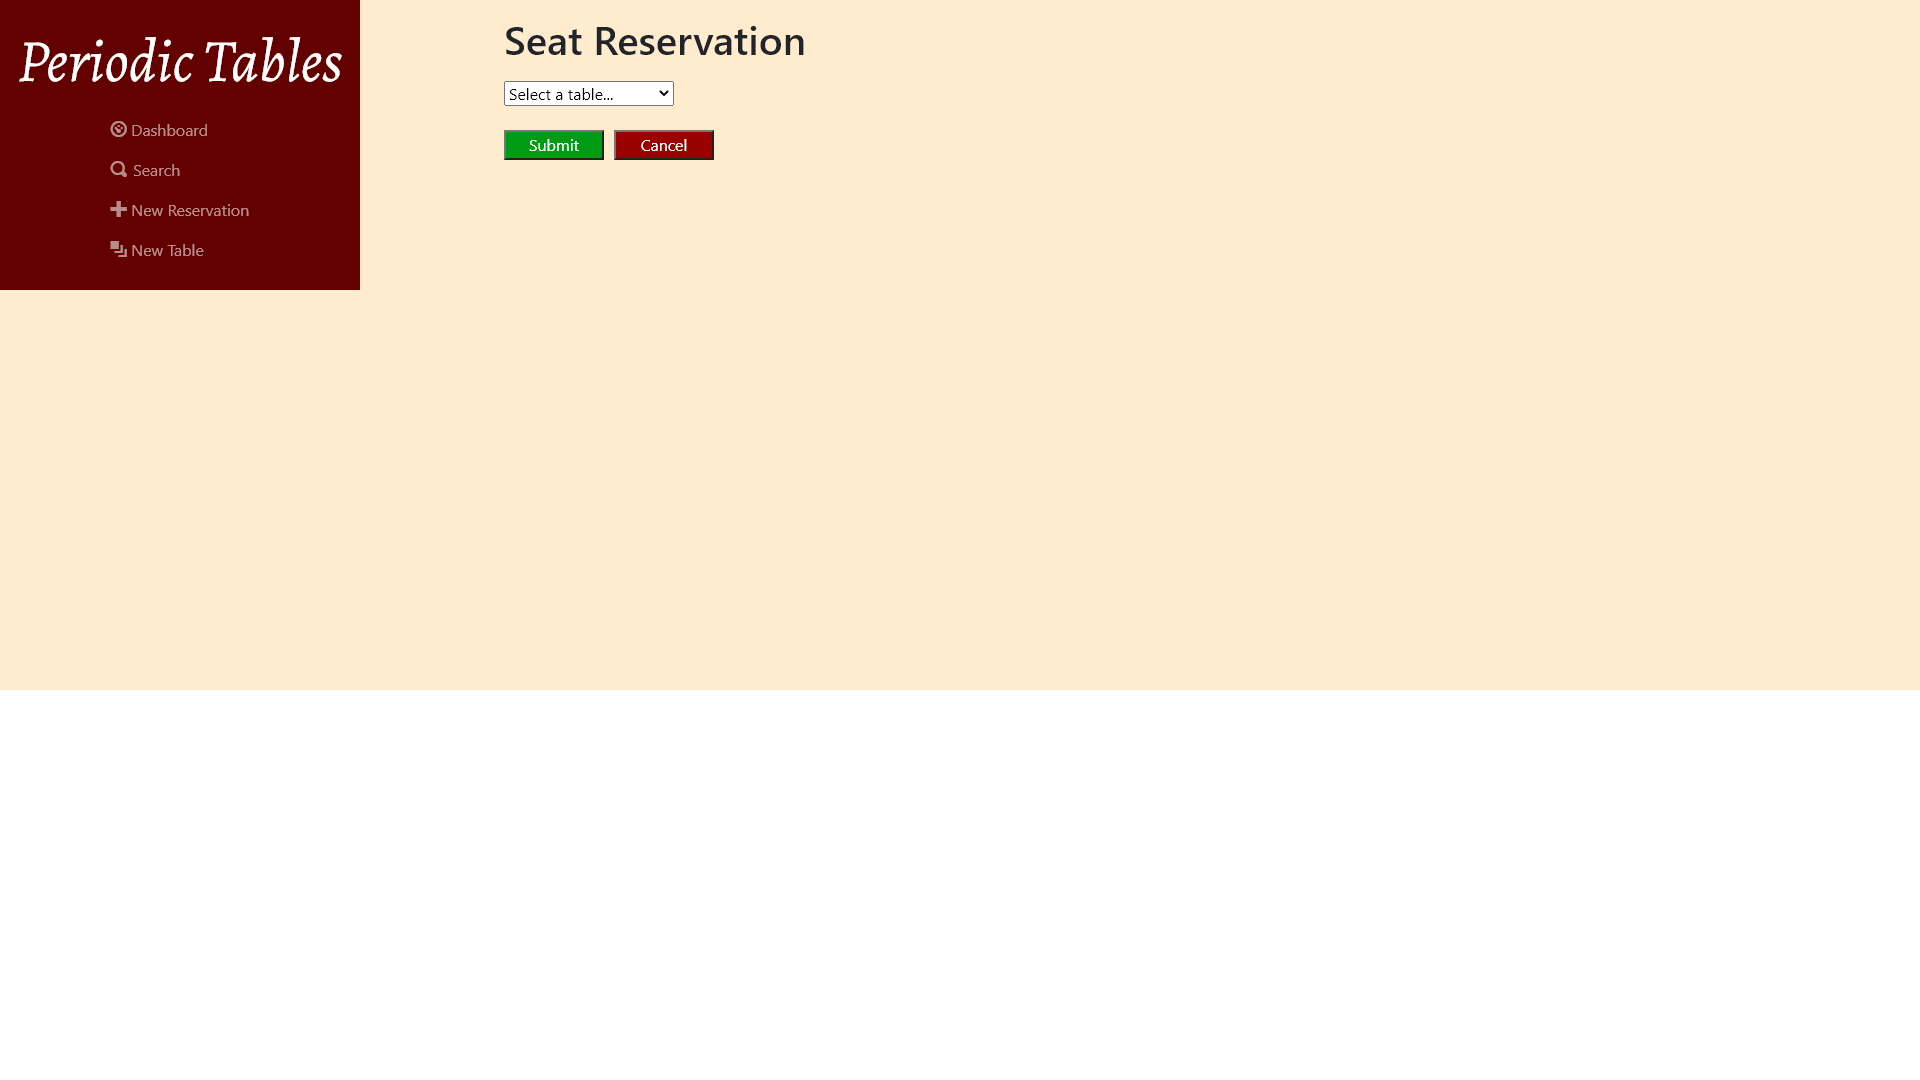 Periodic Tables
Dashboard
Search
New Reservation
New Table
Seat Reservation
Select a table...
Submit
Cancel